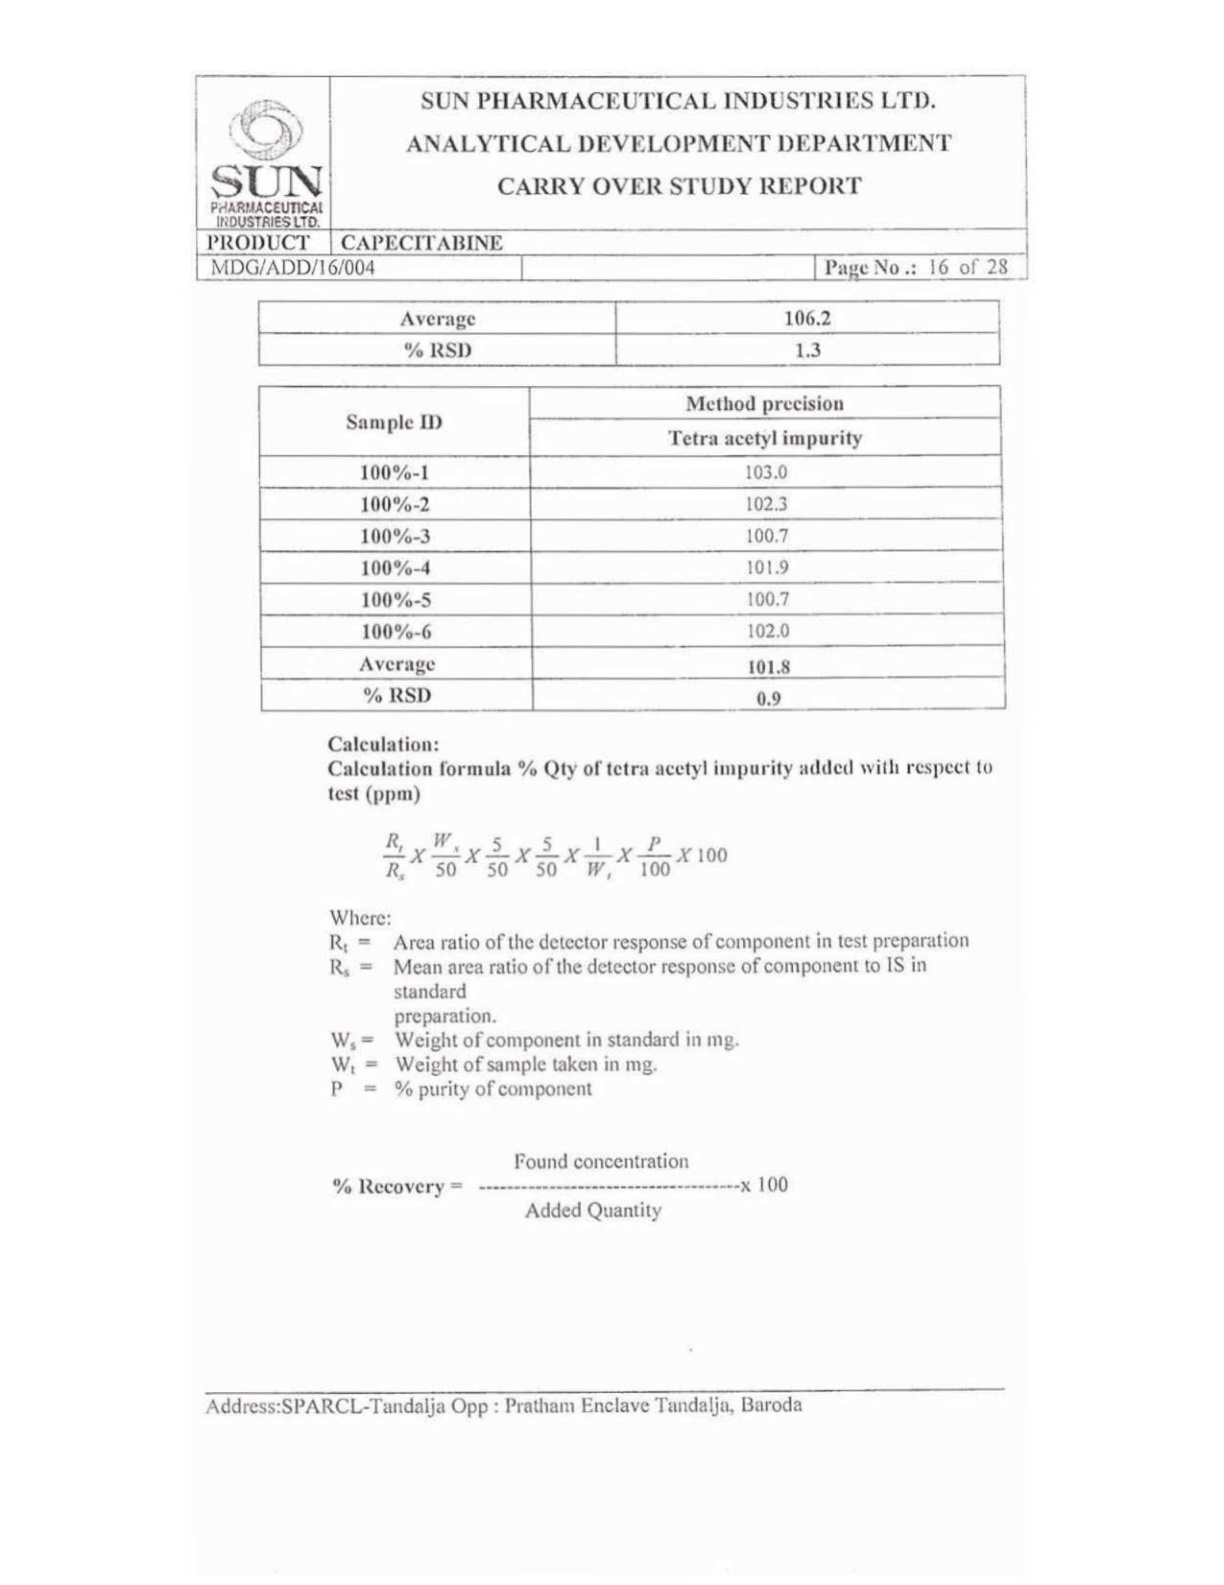 SUN PHARMACEUTICAL INDUSTRIES LTD.
ANALYTICAL DEVELOPMENT DEPARTMENT
CARRY OVER STUDY REPORT
SUN
PHARMACEUTICAL
INDUSTRIES LTD.
PRODUCT CAPECITABINE
MDG/ADD/16/004 Page No .: 16 of 28
Average 106.2
% RSD 1.3
Sample ID Method precision
Tetra acetyl impurity
100%-1 103.0
100%-2 102.3
100%-3 100.7
100%-4 101.9
100%-5 100.7
100%-6 102.0
Average 101.8
% RSD 0.9
Calculation:
Calculation formula % Qty of tetra acetyl impurity added with respect to
test (ppm)
R_t/R_s X W_s/50 X 5/50 X 5/50 X 1/W_t X P/100 X 100
Where:
R_t = Area ratio of the detector response of component in test preparation
R_s = Mean area ratio of the detector response of component to IS in
standard
preparation.
W_s = Weight of component in standard in mg.
W_t = Weight of sample taken in mg.
P = % purity of component
Found concentration
% Recovery = -------------------------------------x 100
Added Quantity
Address:SPARCL-Tandalja Opp : Pratham Enclave Tandalja, Baroda